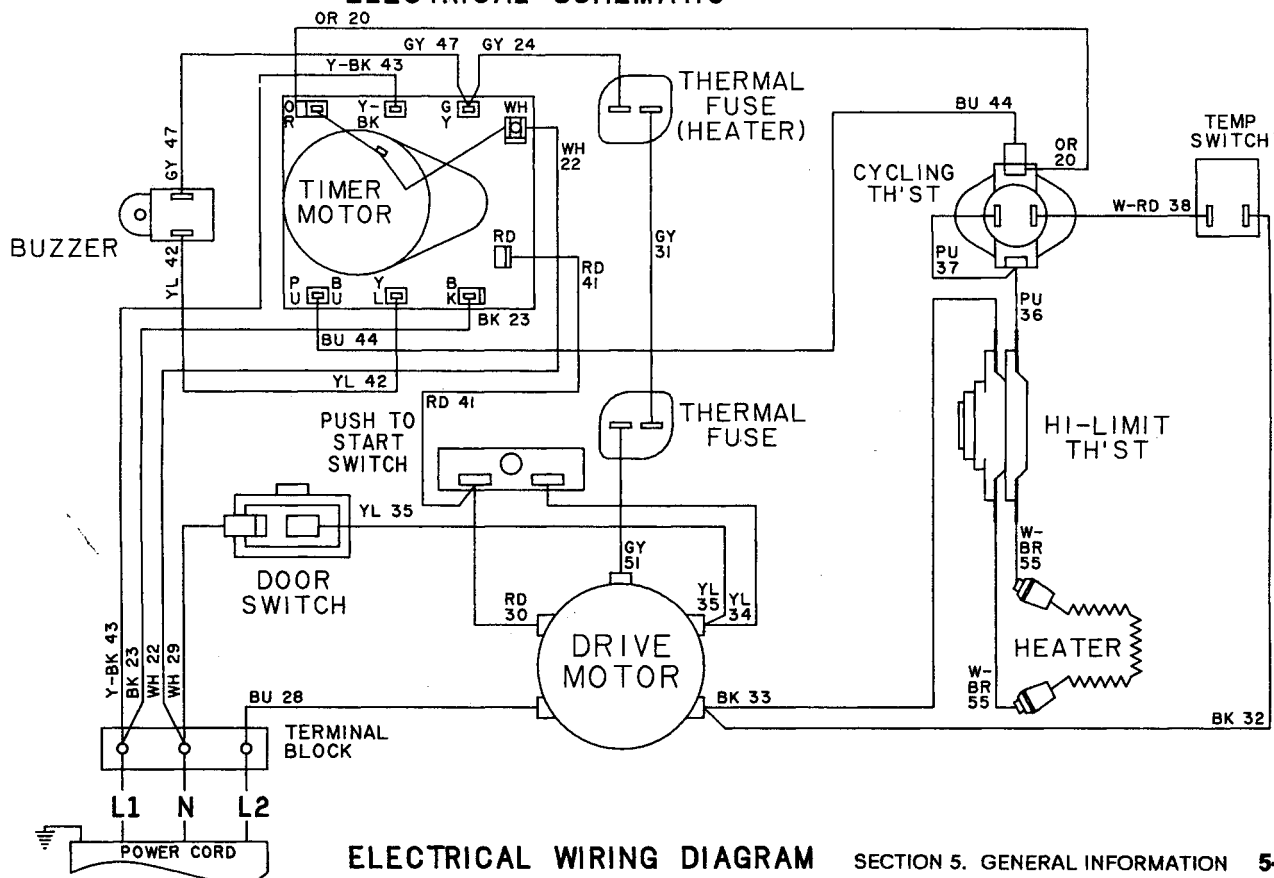 ELECTRICAL SCHEMATIC
OR 20
GY 47
GY 24
Y-BK 43
THERMAL
FUSE
(HEATER)
BU 44
TEMP
SWITCH
O
R
Y-
BK
G
Y
WH
WH
22
OR
20
CYCLING
TH'ST
GY 47
TIMER
MOTOR
W-RD 38
BUZZER
RD
GY
31
RD
41
PU
37
YL 42
P
U
B
U
Y
L
B
K
BK 23
PU
36
BU 44
YL 42
RD 41
PUSH TO
START
SWITCH
THERMAL
FUSE
HI-LIMIT
TH'ST
YL 35
GY
51
W-
BR
55
DOOR
SWITCH
RD
30
YL
35
YL
34
DRIVE
MOTOR
HEATER
Y-BK 43
BK 23
WH 22
WH 29
BU 28
BK 33
W-
BR
55
BK 32
TERMINAL
BLOCK
L1 N L2
POWER CORD
ELECTRICAL WIRING DIAGRAM SECTION 5. GENERAL INFORMATION 5-